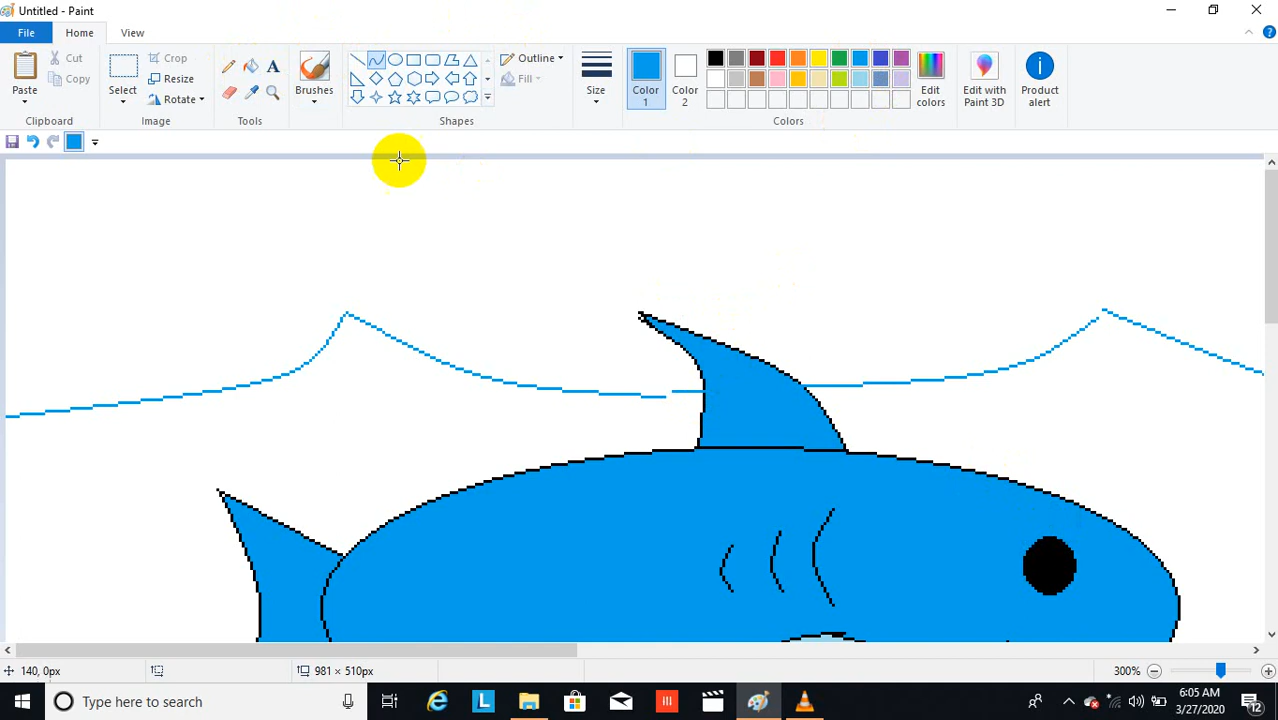 Untitled - Paint
File
Home
View
Paste
Cut
Copy
Clipboard
Select
Crop
Resize
Rotate
Image
A
Tools
Brushes
Outline
Fill
Shapes
Size
Color 1
Color 2
Edit colors
Colors
Edit with Paint 3D
Product alert
140, 0px
981 × 510px
300%
Type here to search
6:05 AM
3/27/2020
12